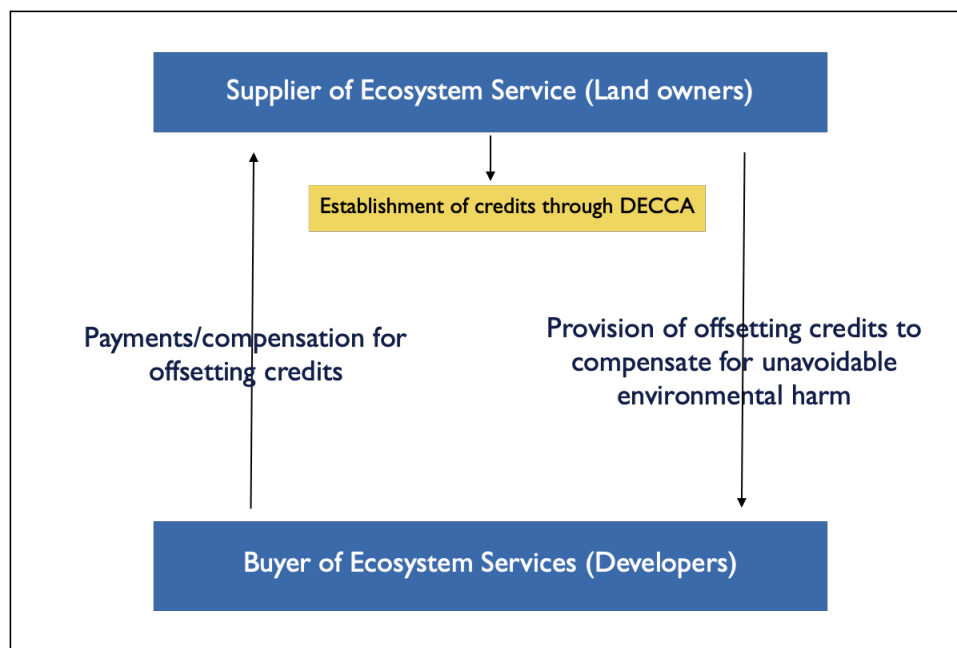 Supplier of Ecosystem Service (Land owners)
Establishment of credits through DECCA
Payments/compensation for
offsetting credits
Provision of offsetting credits to
compensate for unavoidable
environmental harm
Buyer of Ecosystem Services (Developers)